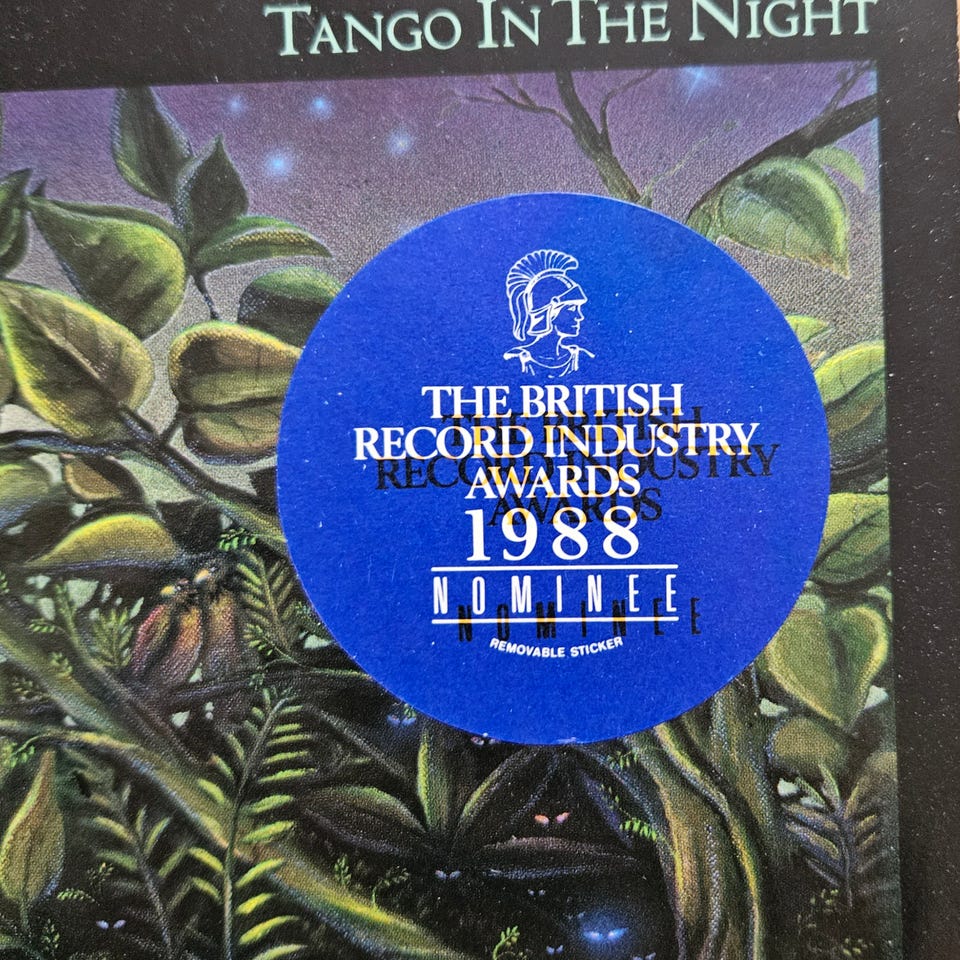 TANGO IN THE NIGHT
THE BRITISH
RECORD INDUSTRY
AWARDS
1988
NOMINEE
REMOVABLE STICKER